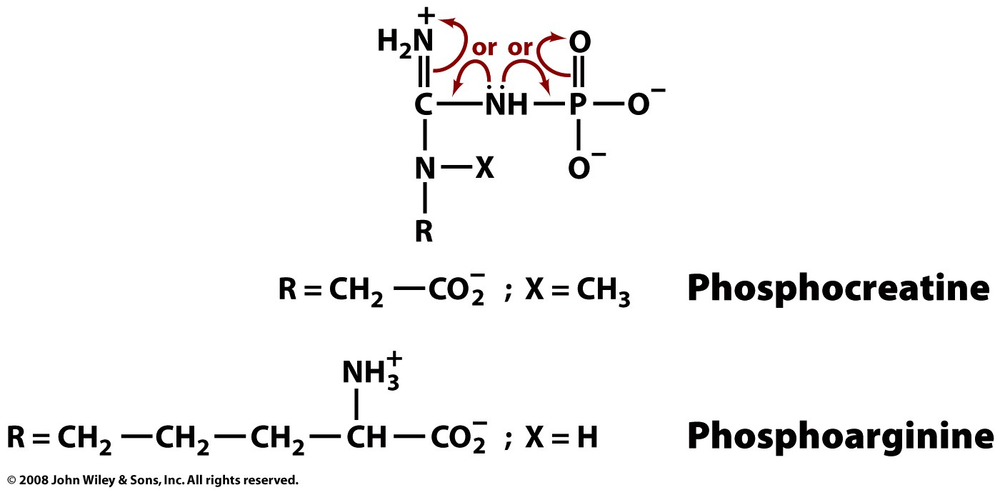 H₂N⁺
or or O
C — N̈H — P — O⁻
N — X O⁻
R
R = CH₂ — CO₂⁻ ; X = CH₃ Phosphocreatine
NH₃⁺
R = CH₂ — CH₂ — CH₂ — CH — CO₂⁻ ; X = H Phosphoarginine
© 2008 John Wiley & Sons, Inc. All rights reserved.